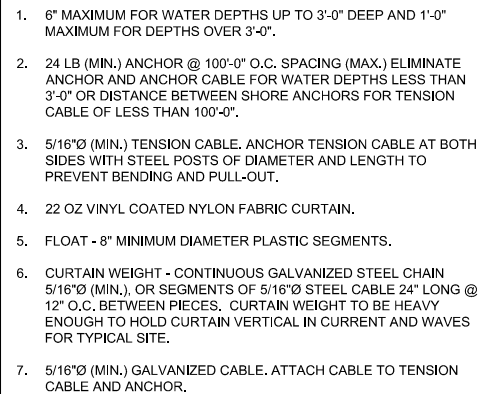 1. 6" MAXIMUM FOR WATER DEPTHS UP TO 3'-0" DEEP AND 1'-0"
MAXIMUM FOR DEPTHS OVER 3'-0".
2. 24 LB (MIN.) ANCHOR @ 100'-0" O.C. SPACING (MAX.) ELIMINATE
ANCHOR AND ANCHOR CABLE FOR WATER DEPTHS LESS THAN
3'-0" OR DISTANCE BETWEEN SHORE ANCHORS FOR TENSION
CABLE OF LESS THAN 100'-0".
3. 5/16"Ø (MIN.) TENSION CABLE. ANCHOR TENSION CABLE AT BOTH
SIDES WITH STEEL POSTS OF DIAMETER AND LENGTH TO
PREVENT BENDING AND PULL-OUT.
4. 22 OZ VINYL COATED NYLON FABRIC CURTAIN.
5. FLOAT - 8" MINIMUM DIAMETER PLASTIC SEGMENTS.
6. CURTAIN WEIGHT - CONTINUOUS GALVANIZED STEEL CHAIN
5/16"Ø (MIN.), OR SEGMENTS OF 5/16"Ø STEEL CABLE 24" LONG @
12" O.C. BETWEEN PIECES. CURTAIN WEIGHT TO BE HEAVY
ENOUGH TO HOLD CURTAIN VERTICAL IN CURRENT AND WAVES
FOR TYPICAL SITE.
7. 5/16"Ø (MIN.) GALVANIZED CABLE. ATTACH CABLE TO TENSION
CABLE AND ANCHOR.